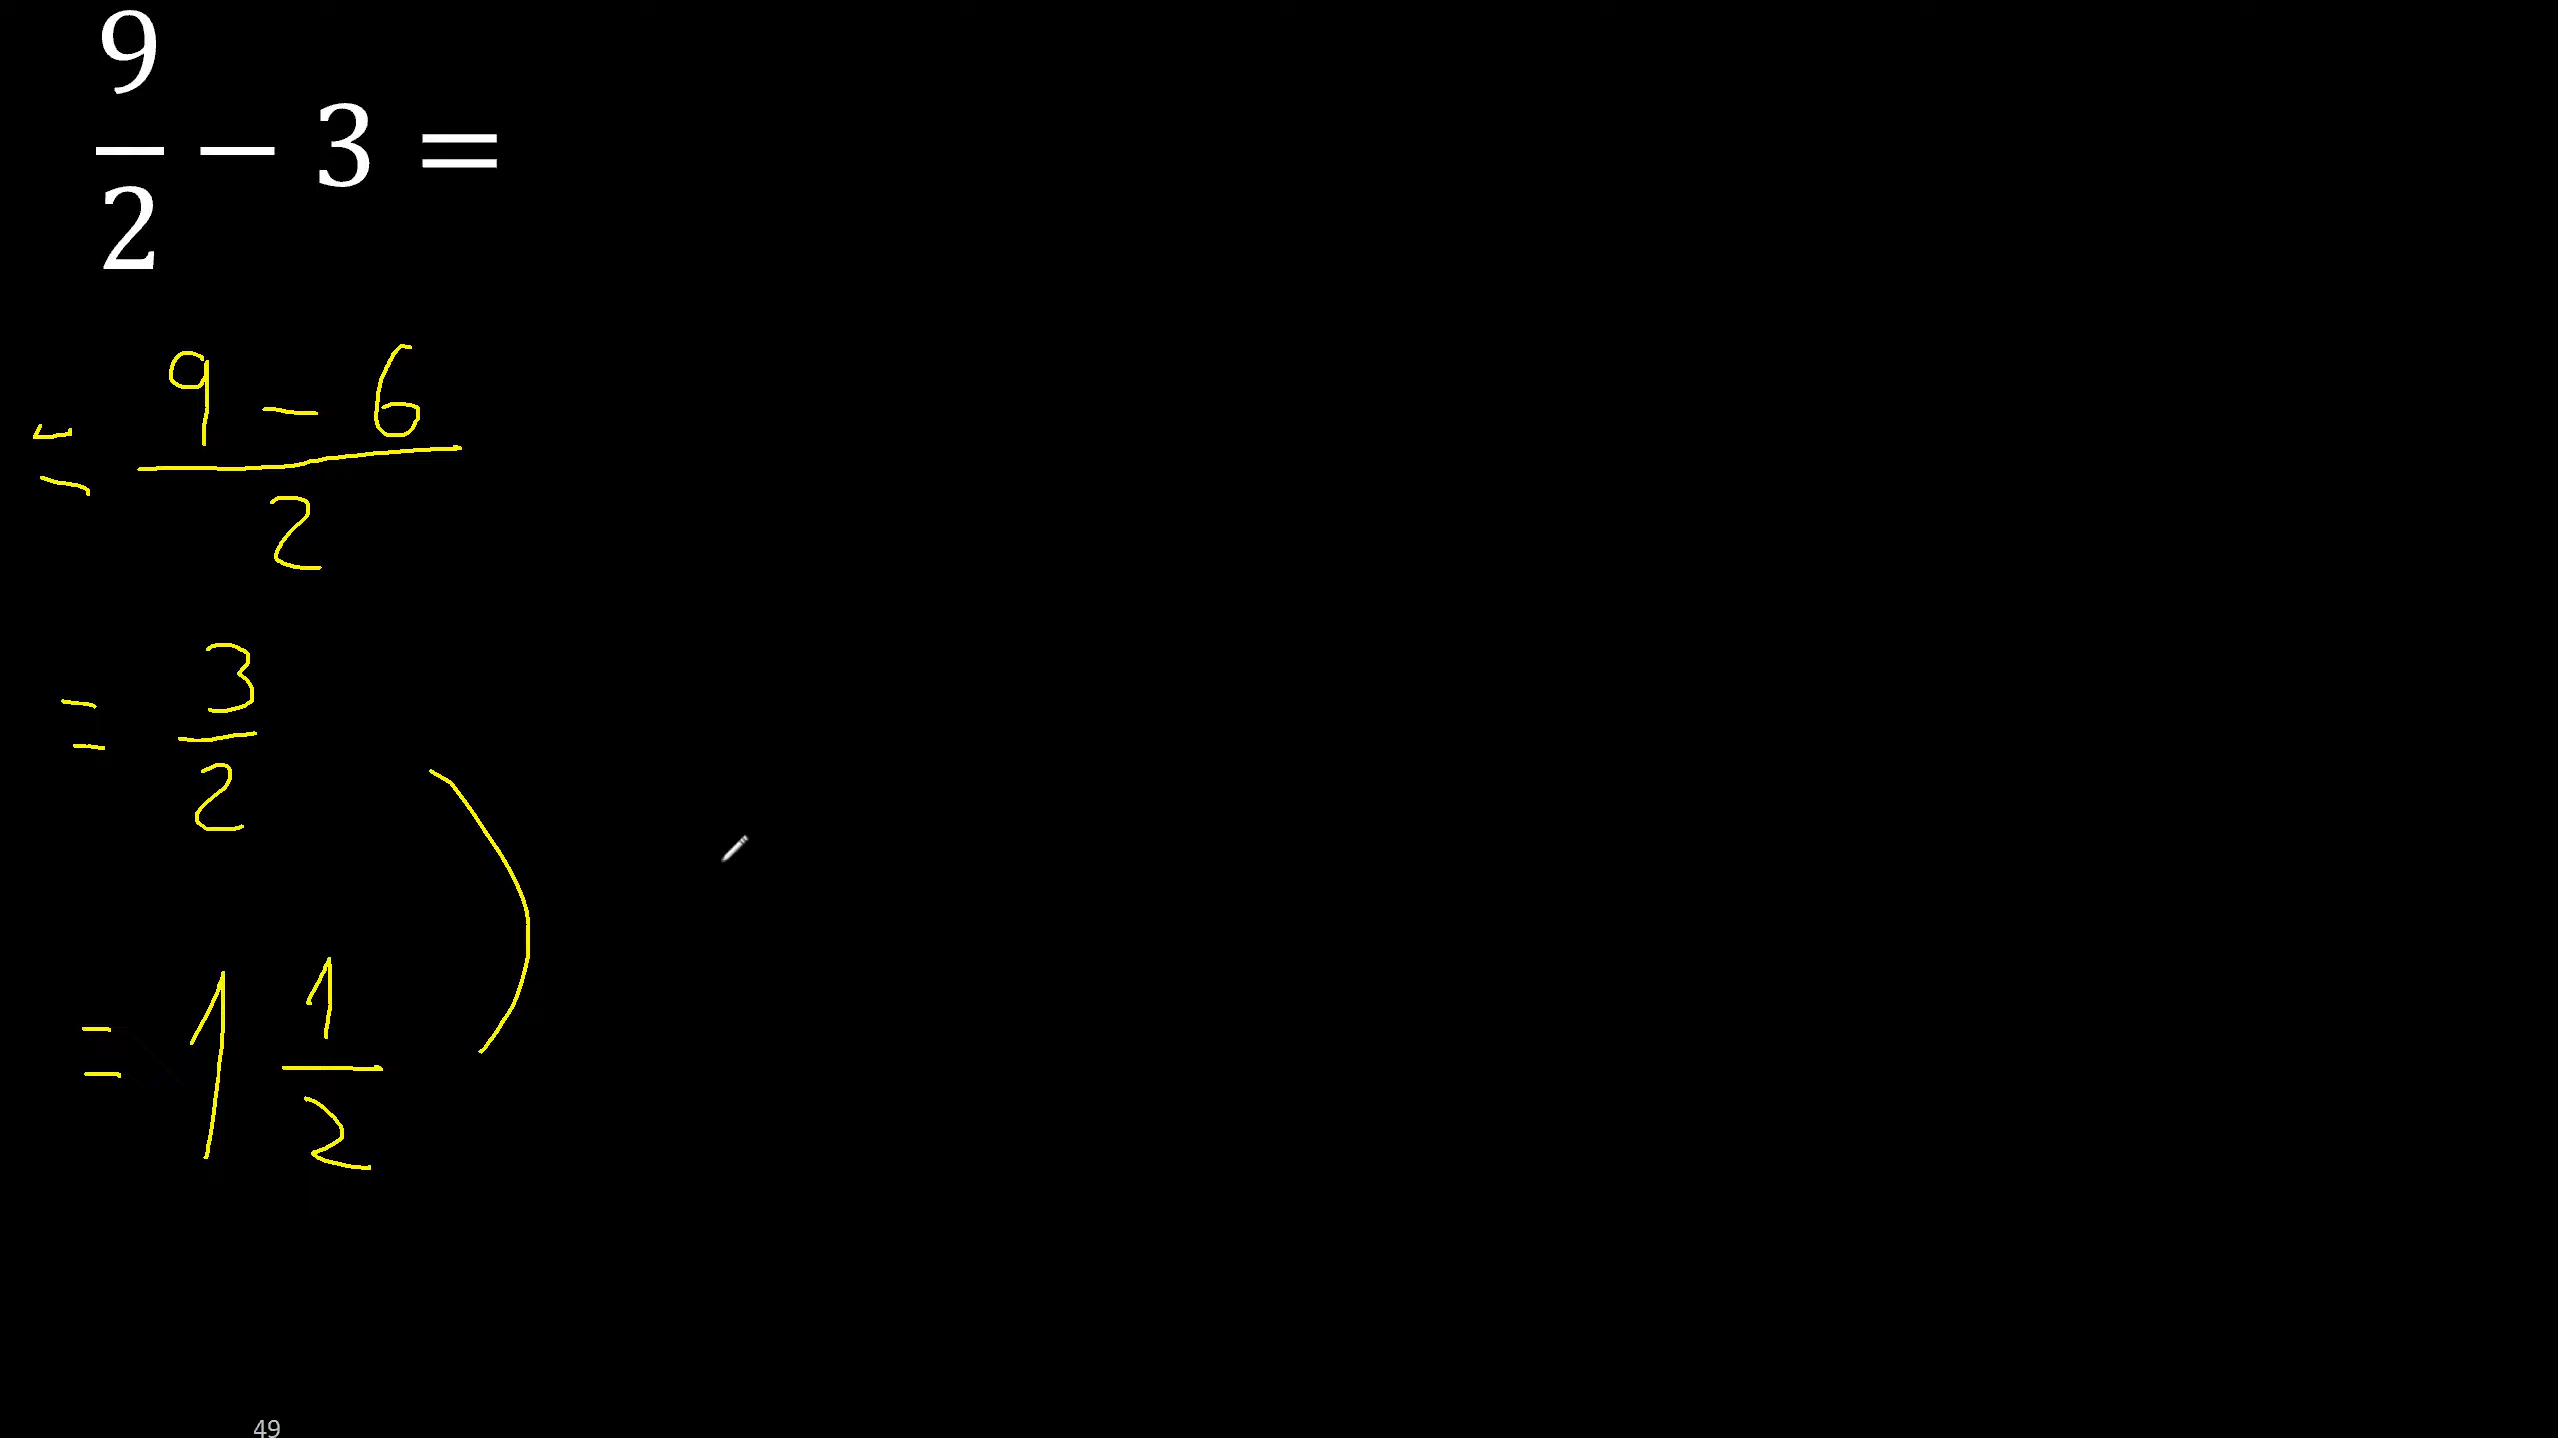 9/2 − 3 =
= (9 − 6)/2
= 3/2
= 1 1/2
49